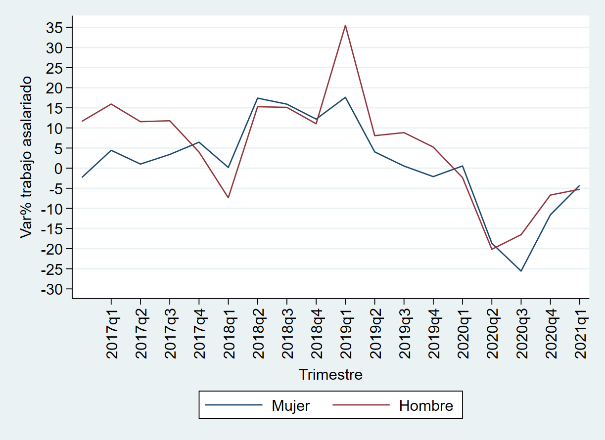 Var% trabajo asalariado
35
30
25
20
15
10
5
0
-5
-10
-15
-20
-25
-30
2017q1
2017q2
2017q3
2017q4
2018q1
2018q2
2018q3
2018q4
2019q1
2019q2
2019q3
2019q4
2020q1
2020q2
2020q3
2020q4
2021q1
Trimestre
Mujer Hombre